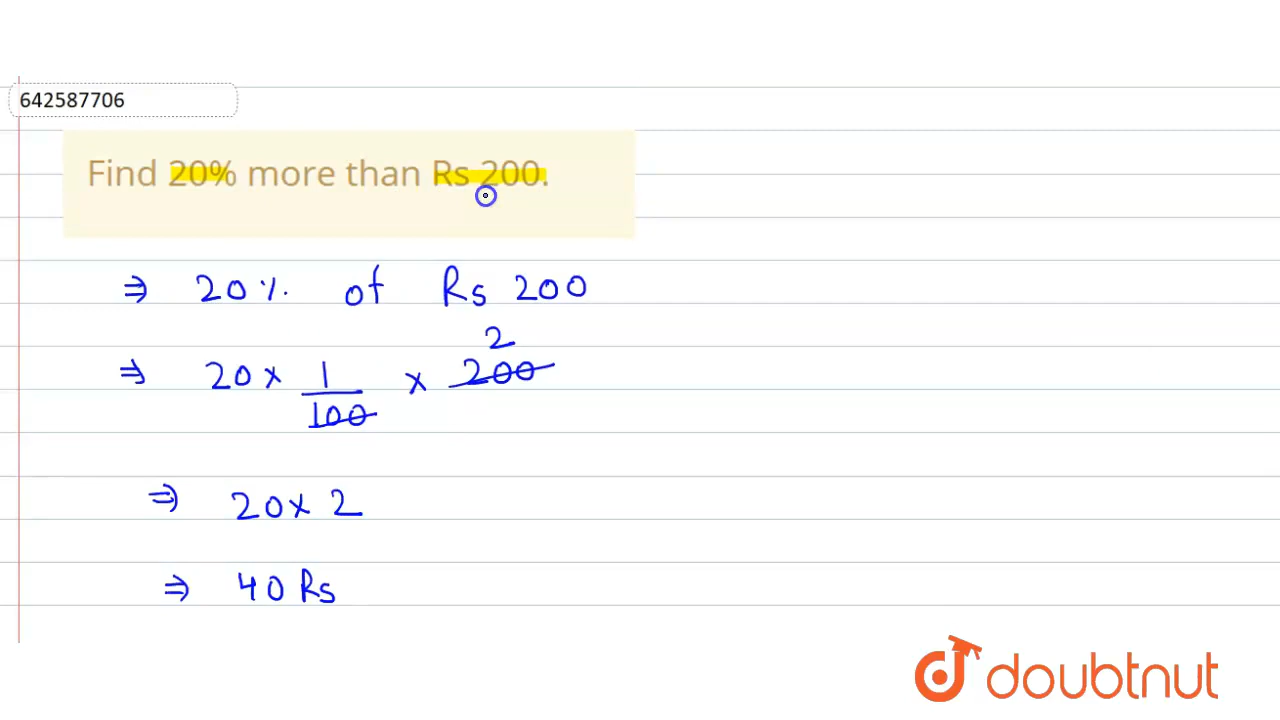 642587706
Find 20% more than Rs 200.
⇒ 20% of Rs 200
2
⇒ 20 × 1/100 × 200
⇒ 20 × 2
⇒ 40 Rs
doubtnut